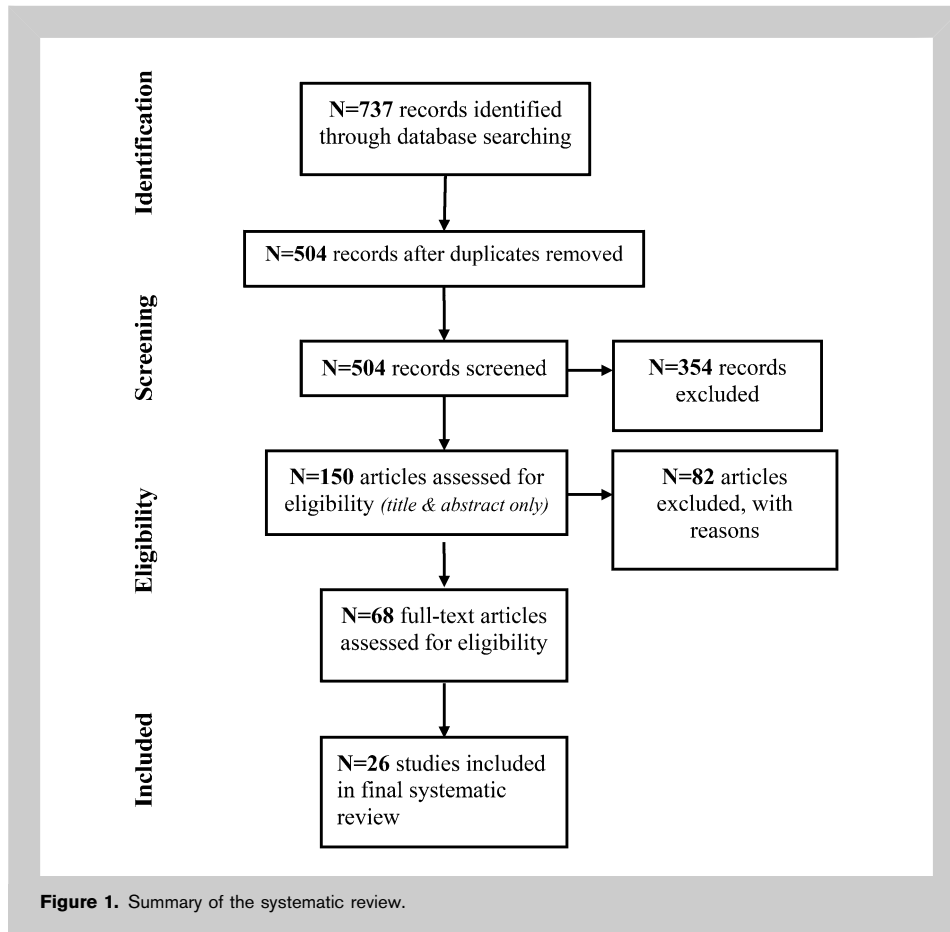 Identification
N=737 records identified
through database searching
N=504 records after duplicates removed
Screening
N=504 records screened
N=354 records
excluded
Eligibility
N=150 articles assessed for
eligibility (title & abstract only)
N=82 articles
excluded, with
reasons
N=68 full-text articles
assessed for eligibility
Included
N=26 studies included
in final systematic
review
Figure 1. Summary of the systematic review.